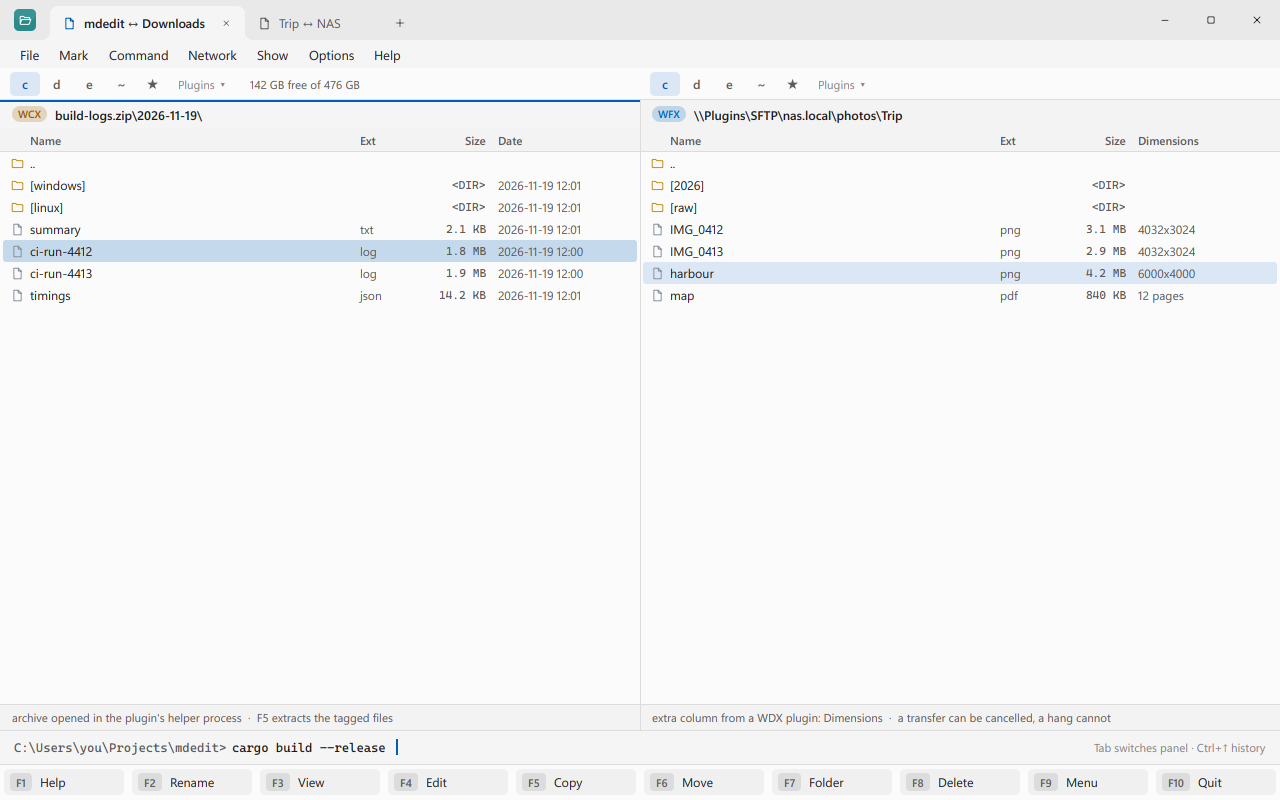 mdedit ↔ Downloads × Trip ↔ NAS +
File Mark Command Network Show Options Help
c d e ~ ★ Plugins ▾ 142 GB free of 476 GB
c d e ~ ★ Plugins ▾
WCX build-logs.zip\2026-11-19\
Name Ext Size Date
..
[windows] <DIR> 2026-11-19 12:01
[linux] <DIR> 2026-11-19 12:01
summary txt 2.1 KB 2026-11-19 12:01
ci-run-4412 log 1.8 MB 2026-11-19 12:00
ci-run-4413 log 1.9 MB 2026-11-19 12:00
timings json 14.2 KB 2026-11-19 12:01
archive opened in the plugin's helper process · F5 extracts the tagged files
WFX \\Plugins\SFTP\nas.local\photos\Trip
Name Ext Size Dimensions
..
[2026] <DIR>
[raw] <DIR>
IMG_0412 png 3.1 MB 4032x3024
IMG_0413 png 2.9 MB 4032x3024
harbour png 4.2 MB 6000x4000
map pdf 840 KB 12 pages
extra column from a WDX plugin: Dimensions · a transfer can be cancelled, a hang cannot
C:\Users\you\Projects\mdedit> cargo build --release
Tab switches panel · Ctrl+↑ history
F1 Help F2 Rename F3 View F4 Edit F5 Copy F6 Move F7 Folder F8 Delete F9 Menu F10 Quit